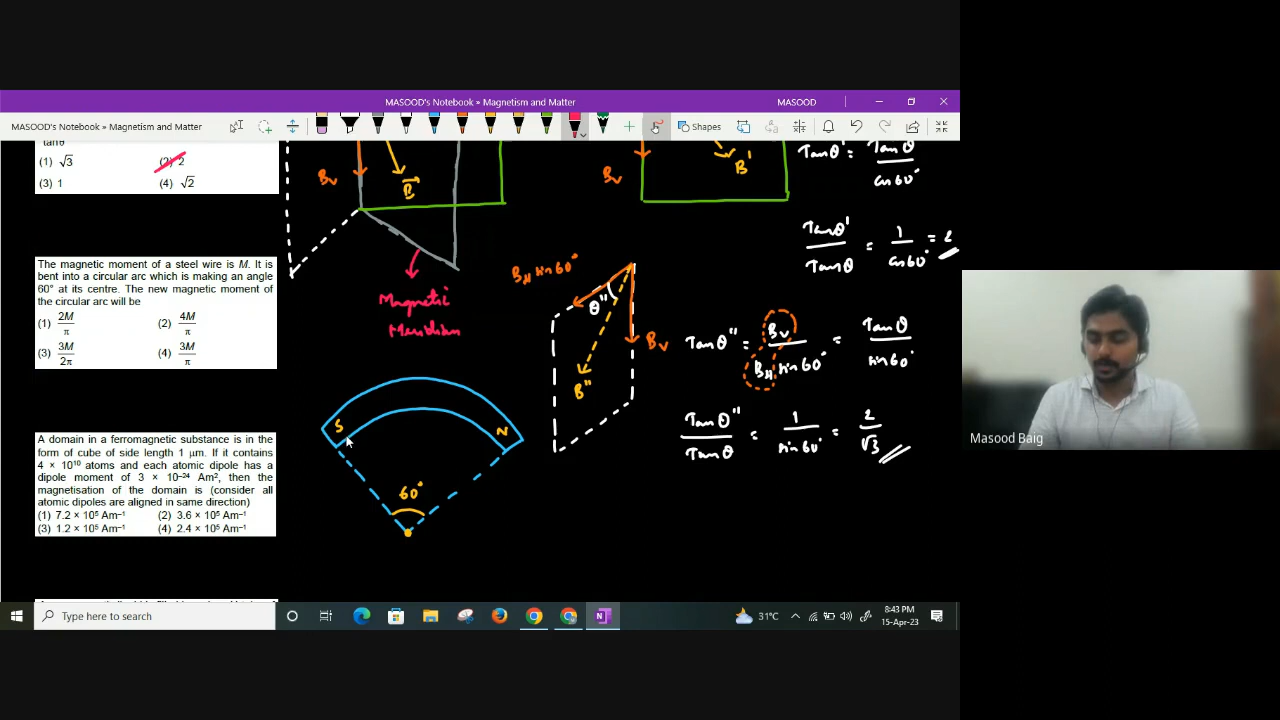 MASOOD's Notebook » Magnetism and Matter
MASOOD
MASOOD's Notebook » Magnetism and Matter
Shapes
tanθ
(1) √3
(2) 2
(3) 1
(4) √2
Bv
B
Magnetic
Meridian
Bv
B'
Tanθ' = Tanθ / cos60°
Tanθ' / Tanθ = 1 / cos60° = 2
The magnetic moment of a steel wire is M. It is
bent into a circular arc which is making an angle
60° at its centre. The new magnetic moment of
the circular arc will be
(1) 2M/π
(2) 4M/π
(3) 3M/2π
(4) 3M/π
BH sin60°
θ"
Bv
B"
Tanθ" = Bv / BH sin60° = Tanθ / sin60°
Tanθ" / Tanθ = 1 / sin60° = 2 / √3
S
N
60°
A domain in a ferromagnetic substance is in the
form of cube of side length 1 μm. If it contains
4 × 10¹⁰ atoms and each atomic dipole has a
dipole moment of 3 × 10⁻²⁴ Am², then the
magnetisation of the domain is (consider all
atomic dipoles are aligned in same direction)
(1) 7.2 × 10⁵ Am⁻¹
(2) 3.6 × 10⁵ Am⁻¹
(3) 1.2 × 10⁵ Am⁻¹
(4) 2.4 × 10⁵ Am⁻¹
Masood Baig
Type here to search
31°C
8:43 PM
15-Apr-23